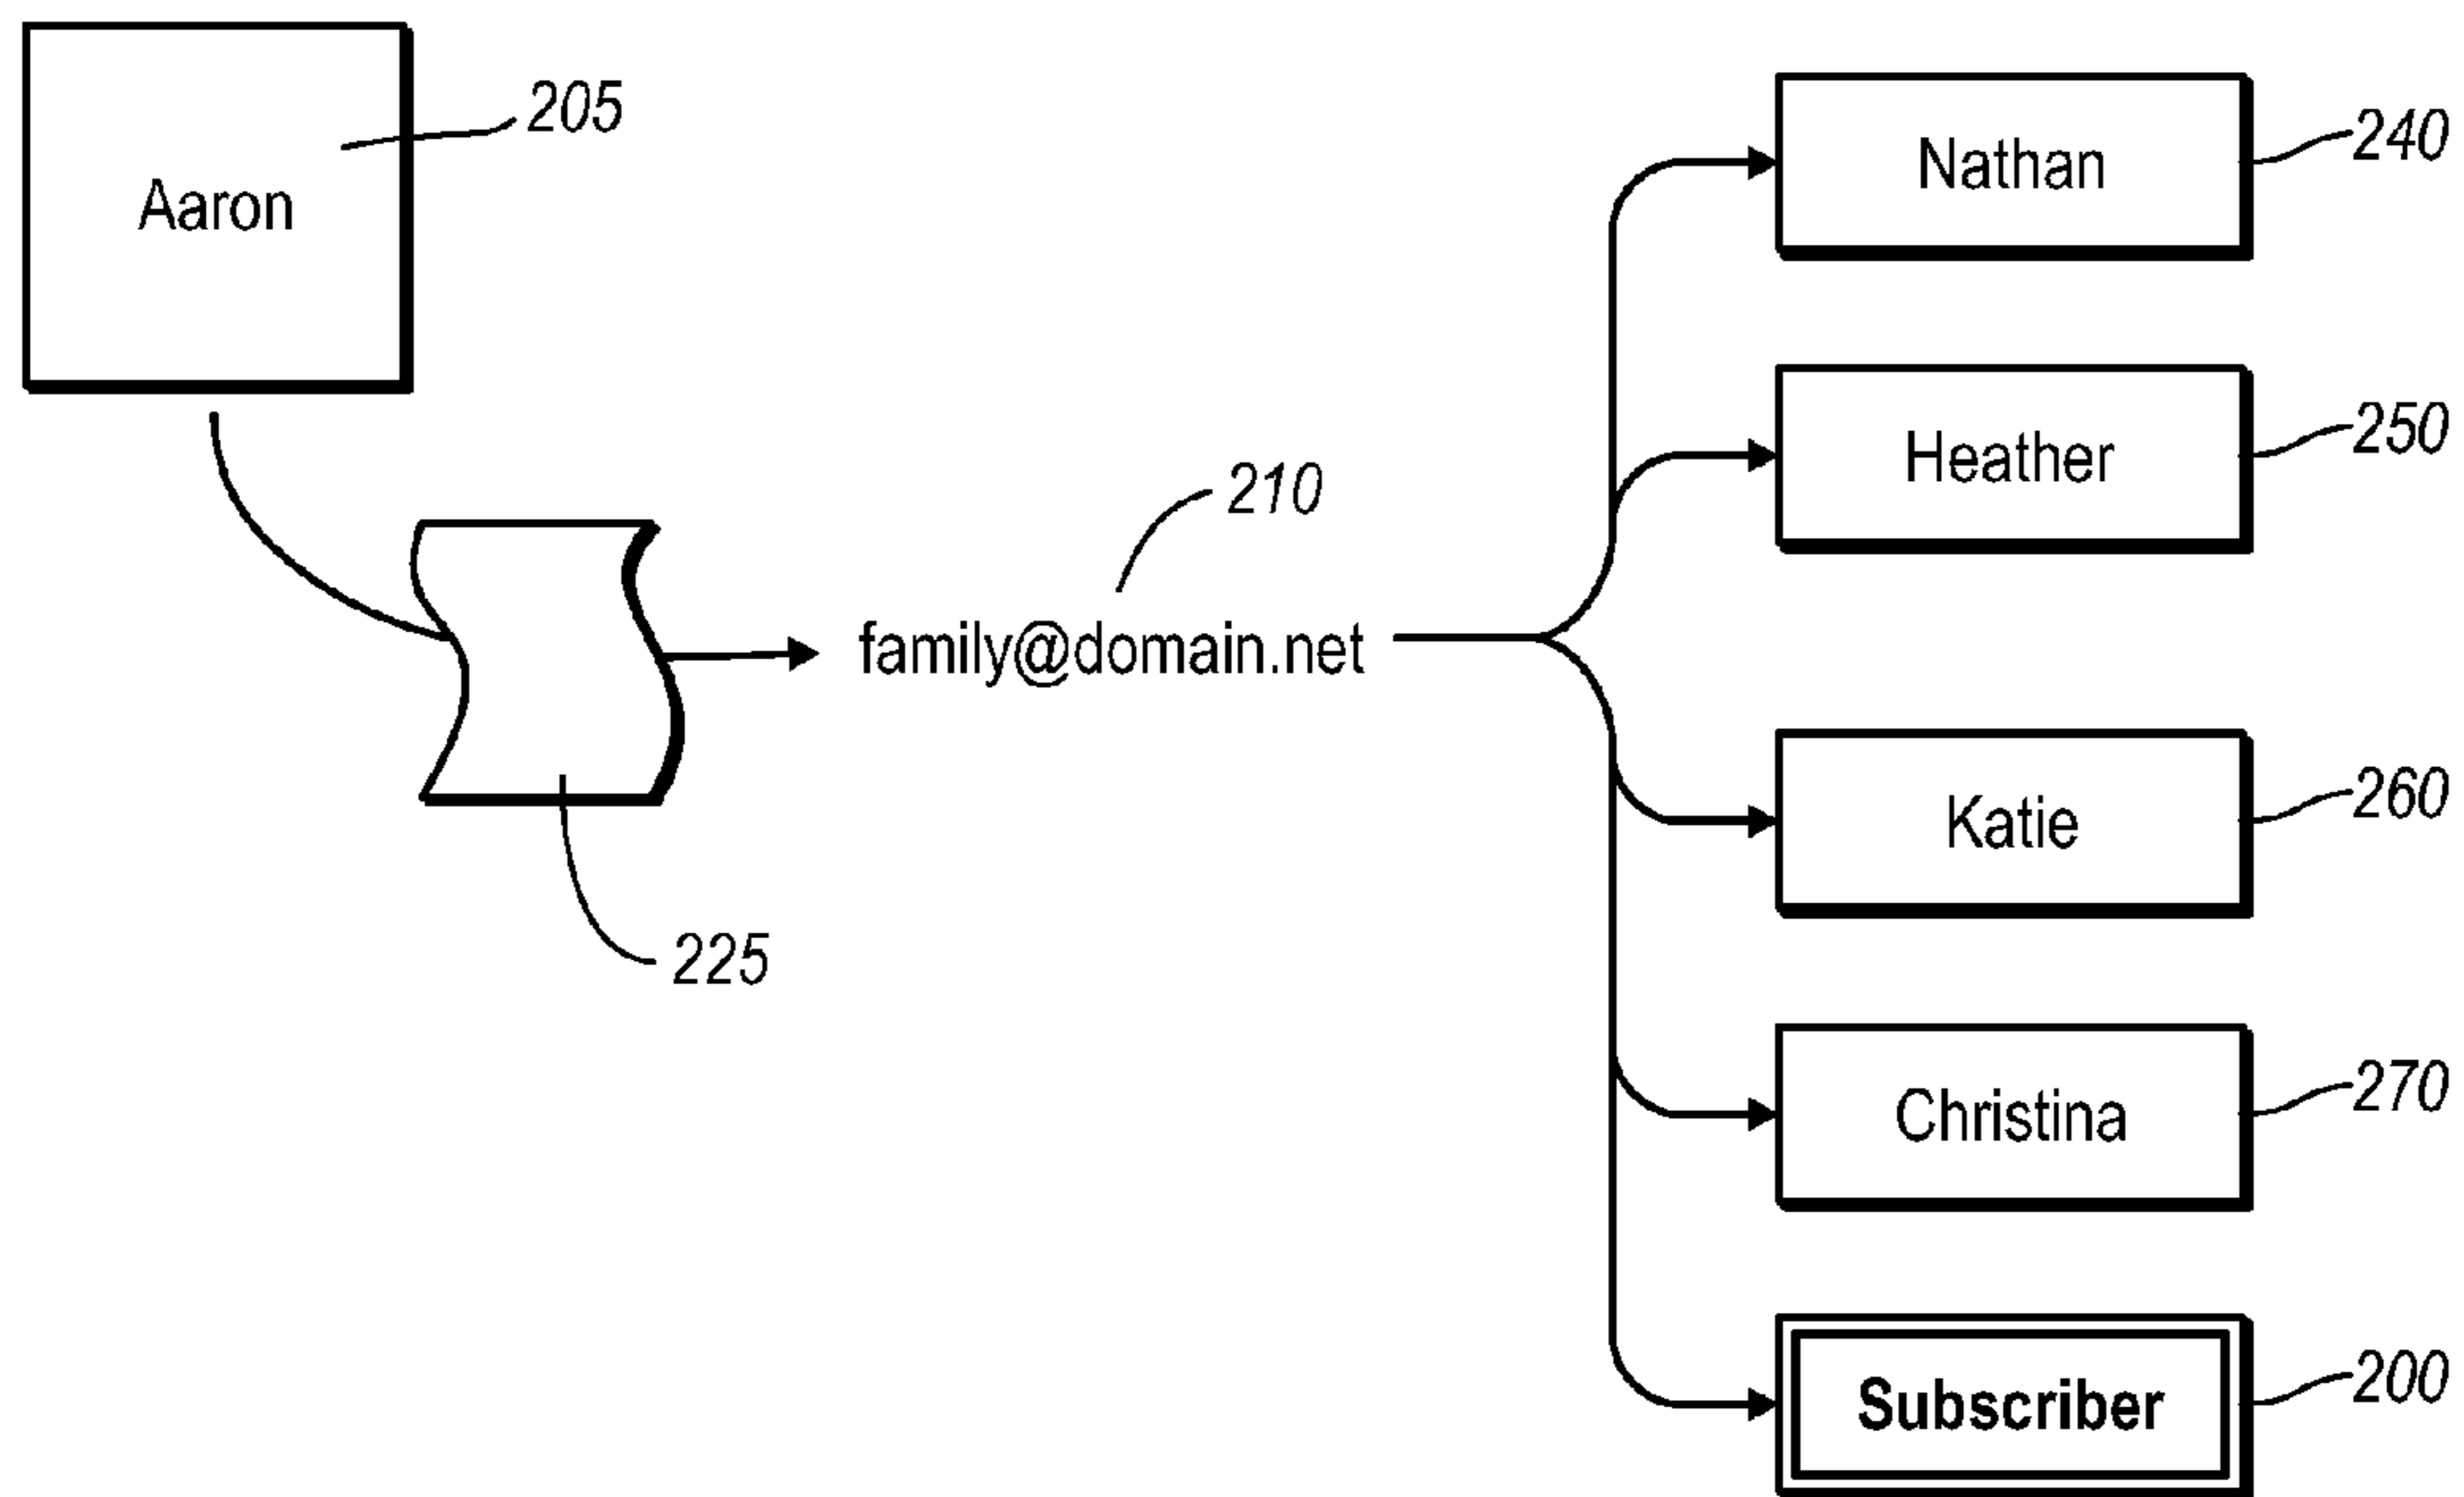 Aaron
205
225
family@domain.net
210
Nathan
240
Heather
250
Katie
260
Christina
270
Subscriber
200